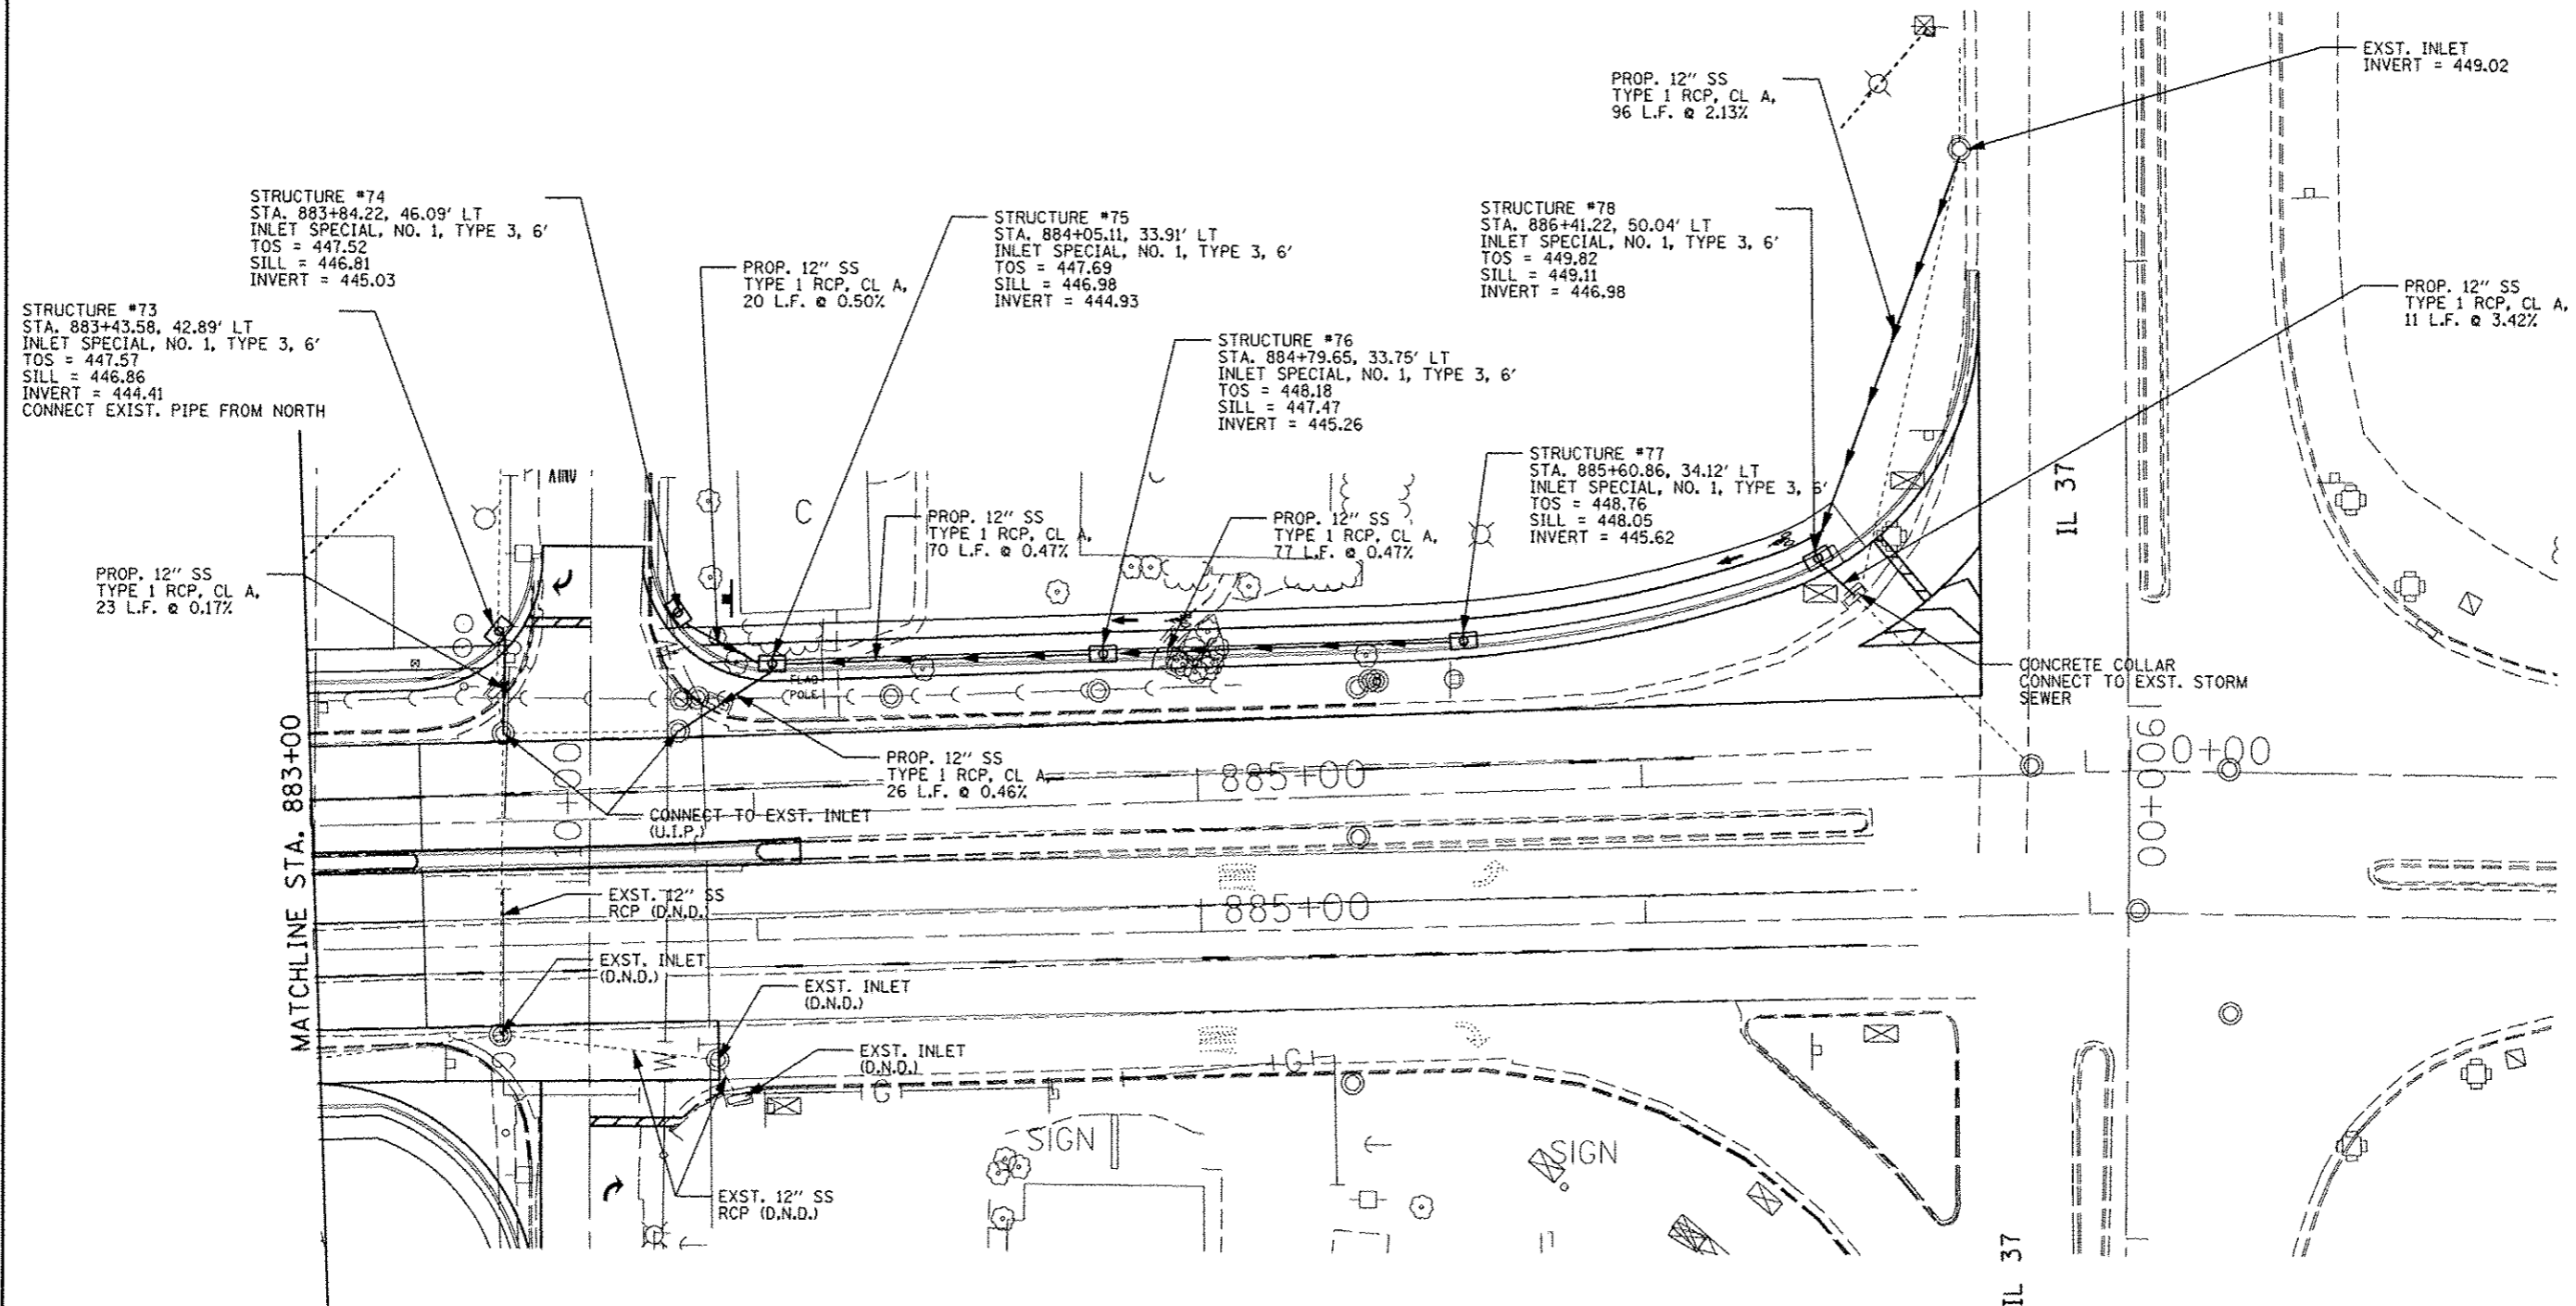 EXST. INLET
INVERT = 449.02
PROP. 12" SS
TYPE 1 RCP, CL A,
96 L.F. @ 2.13%
STRUCTURE #74
STA. 883+84.22, 46.09' LT
INLET SPECIAL, NO. 1, TYPE 3, 6'
TOS = 447.52
SILL = 446.81
INVERT = 445.03
STRUCTURE #75
STA. 884+05.11, 33.91' LT
INLET SPECIAL, NO. 1, TYPE 3, 6'
TOS = 447.69
SILL = 446.98
INVERT = 444.93
STRUCTURE #78
STA. 886+41.22, 50.04' LT
INLET SPECIAL, NO. 1, TYPE 3, 6'
TOS = 449.82
SILL = 449.11
INVERT = 446.98
PROP. 12" SS
TYPE 1 RCP, CL A,
20 L.F. @ 0.50%
PROP. 12" SS
TYPE 1 RCP, CL A,
11 L.F. @ 3.42%
STRUCTURE #73
STA. 883+43.58, 42.89' LT
INLET SPECIAL, NO. 1, TYPE 3, 6'
TOS = 447.57
SILL = 446.86
INVERT = 444.41
CONNECT EXIST. PIPE FROM NORTH
STRUCTURE #76
STA. 884+79.65, 33.75' LT
INLET SPECIAL, NO. 1, TYPE 3, 6'
TOS = 448.18
SILL = 447.47
INVERT = 445.26
STRUCTURE #77
STA. 885+60.86, 34.12' LT
INLET SPECIAL, NO. 1, TYPE 3, 6'
TOS = 448.76
SILL = 448.05
INVERT = 445.62
IL 37
C
PROP. 12" SS
TYPE 1 RCP, CL A,
70 L.F. @ 0.47%
PROP. 12" SS
TYPE 1 RCP, CL A,
77 L.F. @ 0.47%
PROP. 12" SS
TYPE 1 RCP, CL A,
23 L.F. @ 0.17%
FLAG
POLE
CONCRETE COLLAR
CONNECT TO EXST. STORM
SEWER
MATCHLINE STA. 883+00
PROP. 12" SS
TYPE 1 RCP, CL A,
26 L.F. @ 0.46%
885+00
0+00
1900+00
CONNECT TO EXST. INLET
(U.I.P.)
EXST. 12" SS
RCP (D.N.D.)
885+00
EXST. INLET
(D.N.D.)
EXST. INLET
(D.N.D.)
EXST. INLET
(D.N.D.)
W
G
G
SIGN
SIGN
EXST. 12" SS
RCP (D.N.D.)
IL 37